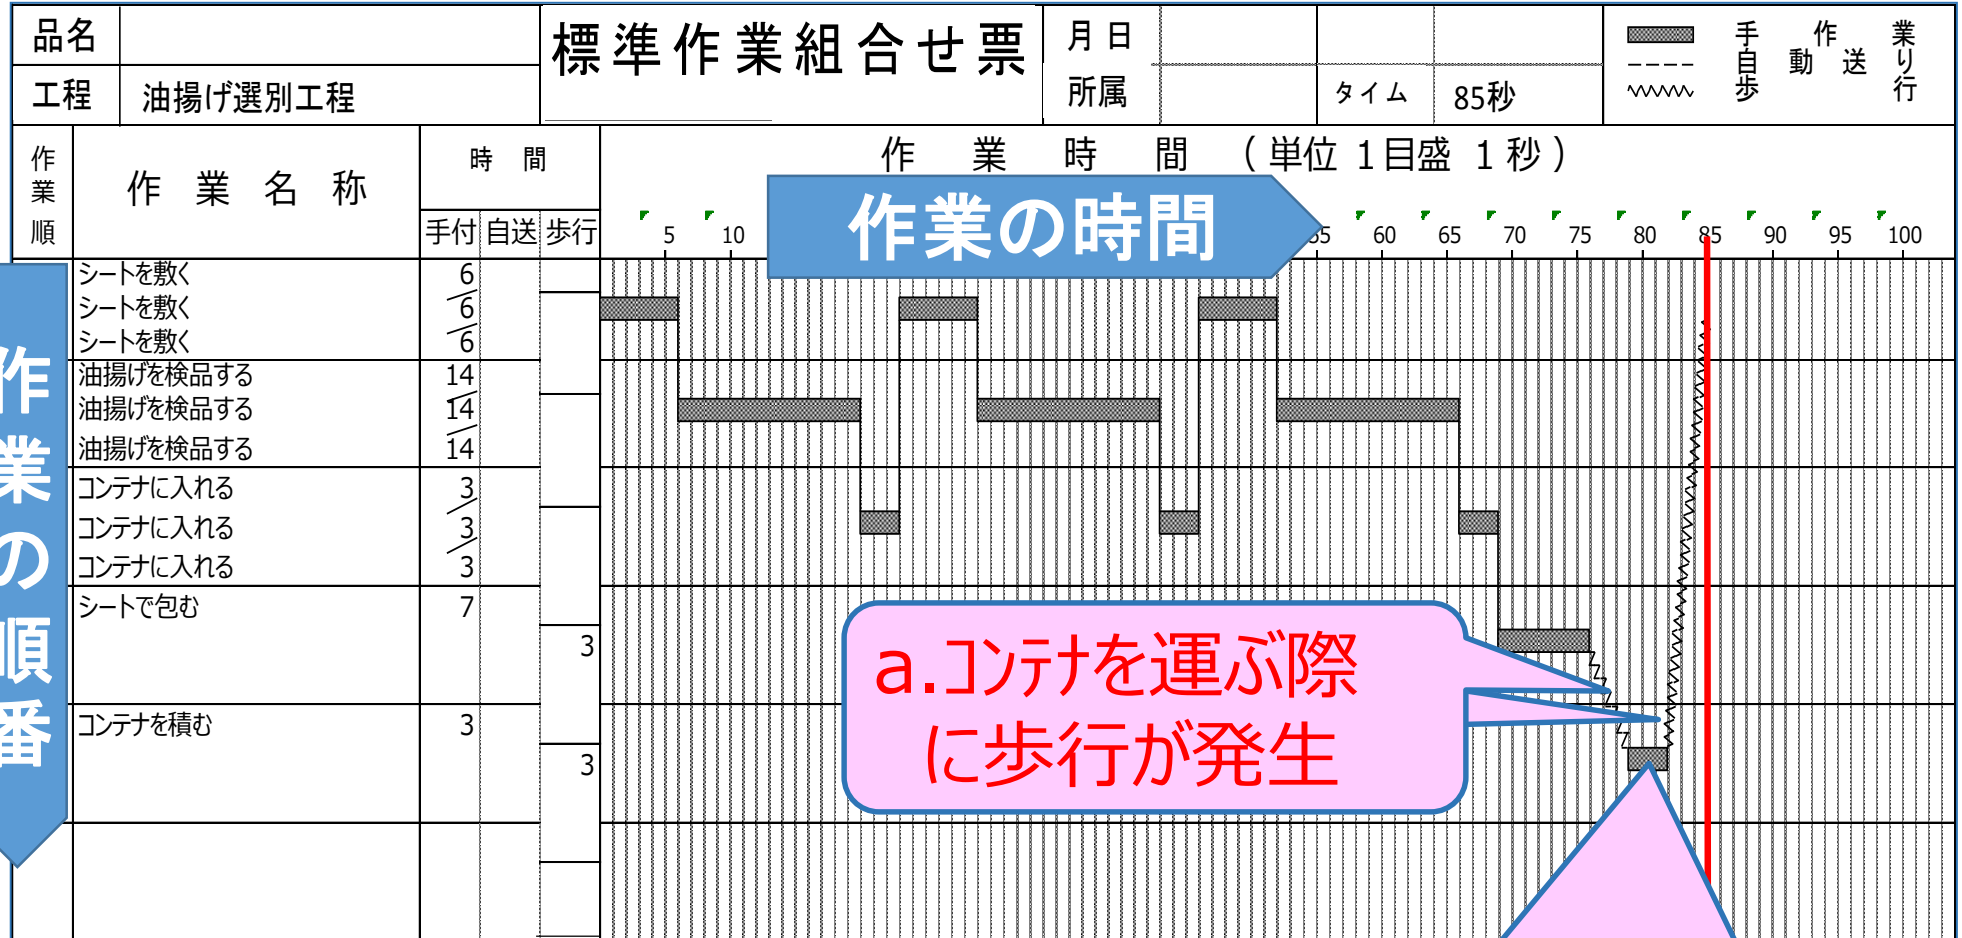 品名
標準作業組合せ票
月日
手作業
自動送り
歩行
工程
油揚げ選別工程
所属
タイム
85秒
作業順
作業名称
時間
作業時間（単位 1目盛 1秒）
手付 自送 歩行
5 10 55 60 65 70 75 80 85 90 95 100
作業の時間
作業の順番
シートを敷く 6
シートを敷く 6
シートを敷く 6
油揚げを検品する 14
油揚げを検品する 14
油揚げを検品する 14
コンテナに入れる 3
コンテナに入れる 3
コンテナに入れる 3
シートで包む 7
3
コンテナを積む 3
3
a.コンテナを運ぶ際
に歩行が発生